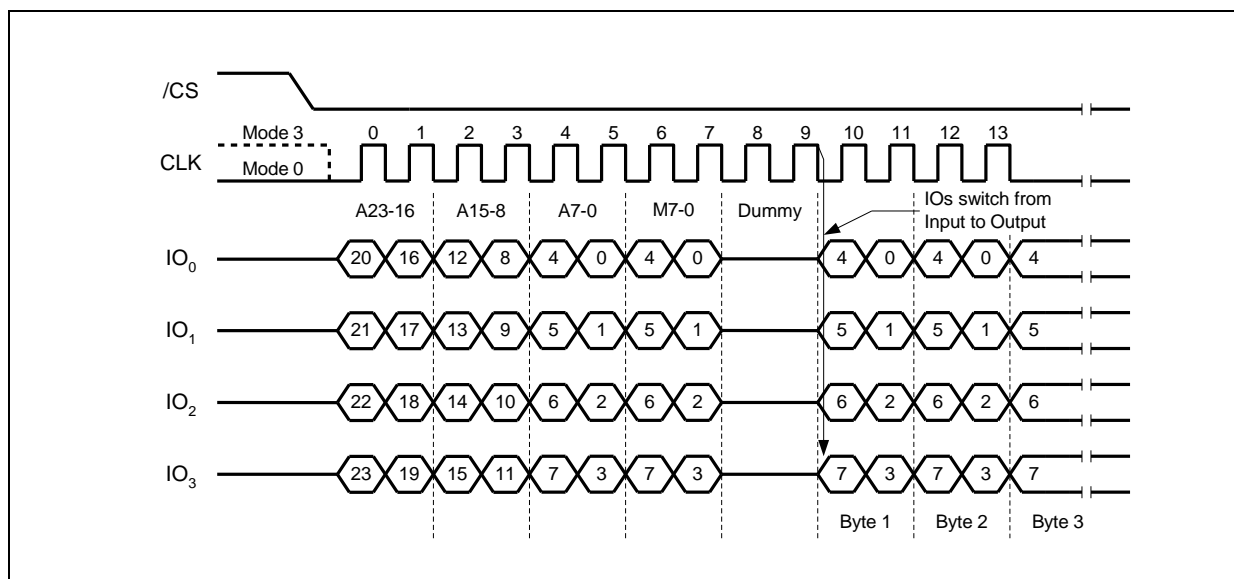 /CS
Mode 3 0 1 2 3 4 5 6 7 8 9 10 11 12 13
CLK Mode 0
A23-16 A15-8 A7-0 M7-0 Dummy
IOs switch from
Input to Output
IO0 20 16 12 8 4 0 4 0 4 0 4 0 4
IO1 21 17 13 9 5 1 5 1 5 1 5 1 5
IO2 22 18 14 10 6 2 6 2 6 2 6 2 6
IO3 23 19 15 11 7 3 7 3 7 3 7 3 7
Byte 1 Byte 2 Byte 3